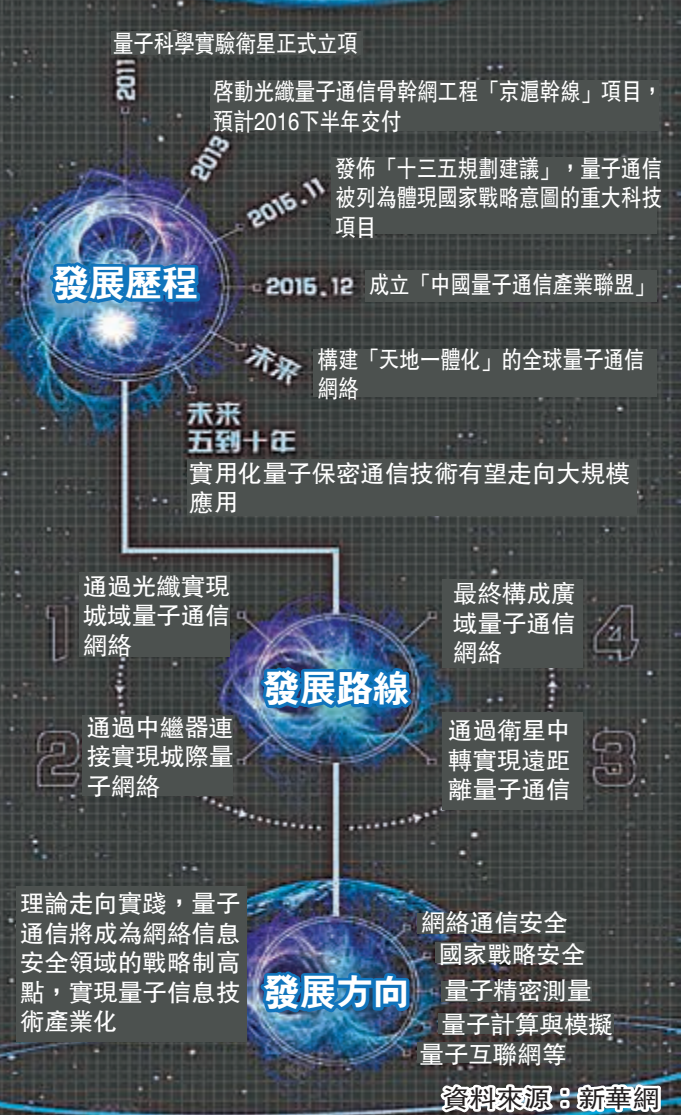 量子科學實驗衛星正式立項
2011
啓動光纖量子通信骨幹網工程「京滬幹線」項目，
預計2016下半年交付
2013
發佈「十三五規劃建議」，量子通信
被列為體現國家戰略意圖的重大科技
項目
2015.11
發展歷程
2015.12
成立「中國量子通信產業聯盟」
未來
構建「天地一體化」的全球量子通信
網絡
未來
五到十年
實用化量子保密通信技術有望走向大規模
應用
發展路線
1
通過光纖實現
城域量子通信
網絡
2
通過中繼器連
接實現城際量
子網絡
3
通過衛星中
轉實現遠距
離量子通信
4
最終構成廣
域量子通信
網絡
發展方向
理論走向實踐，量子
通信將成為網絡信息
安全領域的戰略制高
點，實現量子信息技
術產業化
網絡通信安全
國家戰略安全
量子精密測量
量子計算與模擬
量子互聯網等
資料來源：新華網